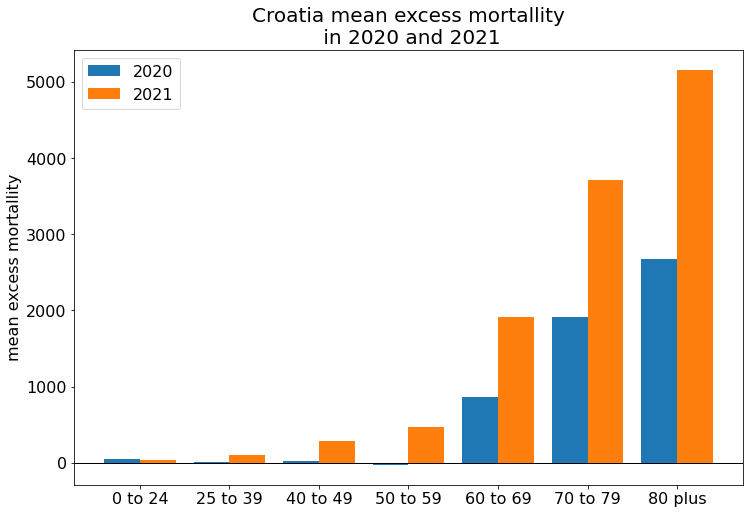 Croatia mean excess mortallity
in 2020 and 2021
2020
2021
mean excess mortallity
5000
4000
3000
2000
1000
0
0 to 24 25 to 39 40 to 49 50 to 59 60 to 69 70 to 79 80 plus